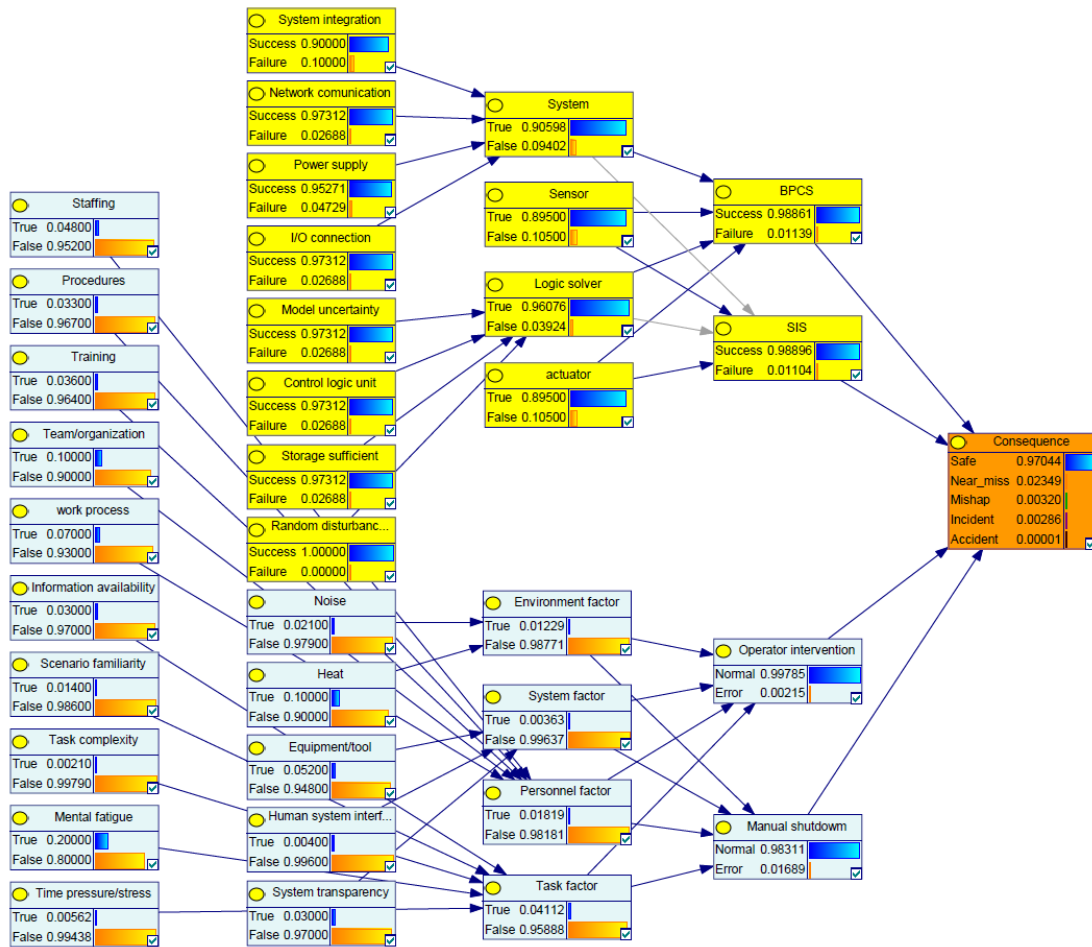 System integration
Success 0.90000
Failure 0.10000
Network comunication
Success 0.97312
Failure 0.02688
Power supply
Success 0.95271
Failure 0.04729
I/O connection
Success 0.97312
Failure 0.02688
Model uncertainty
Success 0.97312
Failure 0.02688
Control logic unit
Success 0.97312
Failure 0.02688
Storage sufficient
Success 0.97312
Failure 0.02688
Random disturbanc...
Success 1.00000
Failure 0.00000
Staffing
True 0.04800
False 0.95200
Procedures
True 0.03300
False 0.96700
Training
True 0.03600
False 0.96400
Team/organization
True 0.10000
False 0.90000
work process
True 0.07000
False 0.93000
Information availability
True 0.03000
False 0.97000
Scenario familiarity
True 0.01400
False 0.98600
Task complexity
True 0.00210
False 0.99790
Mental fatigue
True 0.20000
False 0.80000
Time pressure/stress
True 0.00562
False 0.99438
Noise
True 0.02100
False 0.97900
Heat
True 0.10000
False 0.90000
Equipment/tool
True 0.05200
False 0.94800
Human system interf...
True 0.00400
False 0.99600
System transparency
True 0.03000
False 0.97000
System
True 0.90598
False 0.09402
Sensor
True 0.89500
False 0.10500
Logic solver
True 0.96076
False 0.03924
actuator
True 0.89500
False 0.10500
Environment factor
True 0.01229
False 0.98771
System factor
True 0.00363
False 0.99637
Personnel factor
True 0.01819
False 0.98181
Task factor
True 0.04112
False 0.95888
BPCS
Success 0.98861
Failure 0.01139
SIS
Success 0.98896
Failure 0.01104
Operator intervention
Normal 0.99785
Error 0.00215
Manual shutdowm
Normal 0.98311
Error 0.01689
Consequence
Safe 0.97044
Near_miss 0.02349
Mishap 0.00320
Incident 0.00286
Accident 0.00001